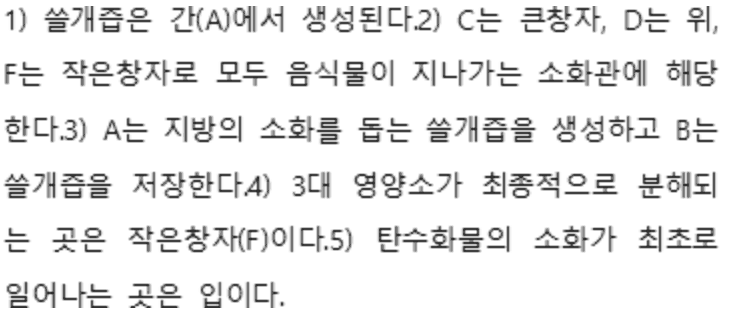 1) 쓸개즙은 간(A)에서 생성된다.2) C는 큰창자, D는 위,
F는 작은창자로 모두 음식물이 지나가는 소화관에 해당
한다.3) A는 지방의 소화를 돕는 쓸개즙을 생성하고 B는
쓸개즙을 저장한다.4) 3대 영양소가 최종적으로 분해되
는 곳은 작은창자(F)이다.5) 탄수화물의 소화가 최초로
일어나는 곳은 입이다.